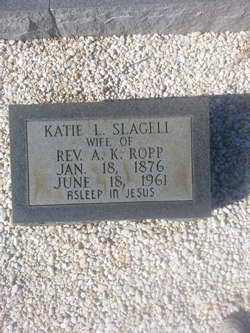 KATIE L. SLAGELL
WIFE OF
REV. A. K. ROPP
JAN. 18, 1876
JUNE 18, 1961
ASLEEP IN JESUS